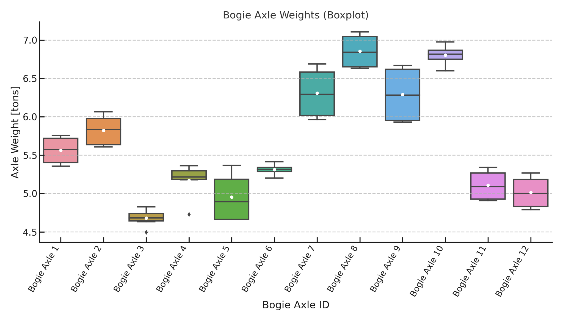 Bogie Axle Weights (Boxplot)
7.0
6.5
6.0
5.5
5.0
4.5
Axle Weight [tons]
Bogie Axle 1
Bogie Axle 2
Bogie Axle 3
Bogie Axle 4
Bogie Axle 5
Bogie Axle 6
Bogie Axle 7
Bogie Axle 8
Bogie Axle 9
Bogie Axle 10
Bogie Axle 11
Bogie Axle 12
Bogie Axle ID